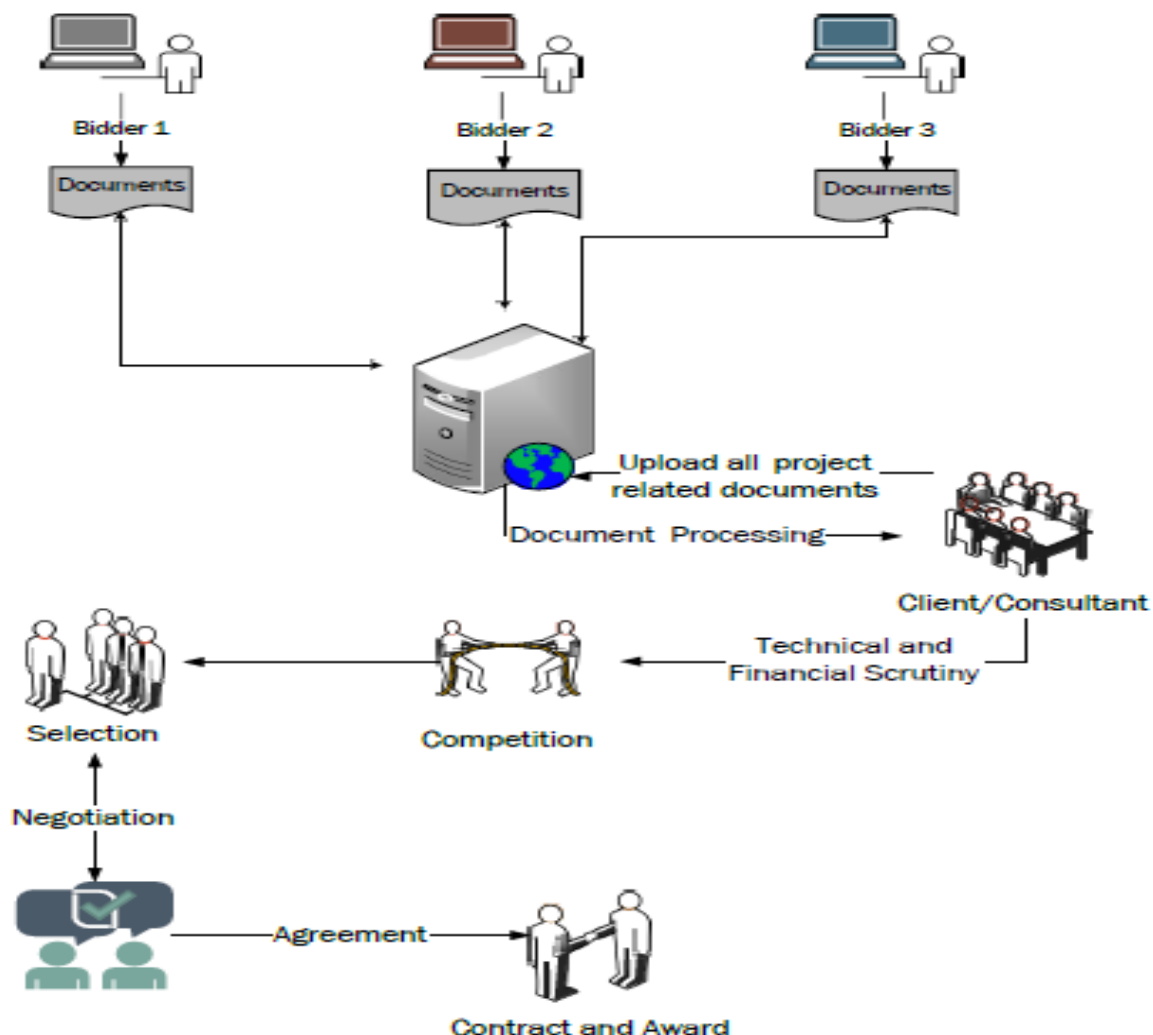 Bidder 1
Bidder 2
Bidder 3
Documents
Documents
Documents
Upload all project
related documents
Document Processing
Client/Consultant
Technical and
Financial Scrutiny
Selection
Competition
Negotiation
Agreement
Contract and Award